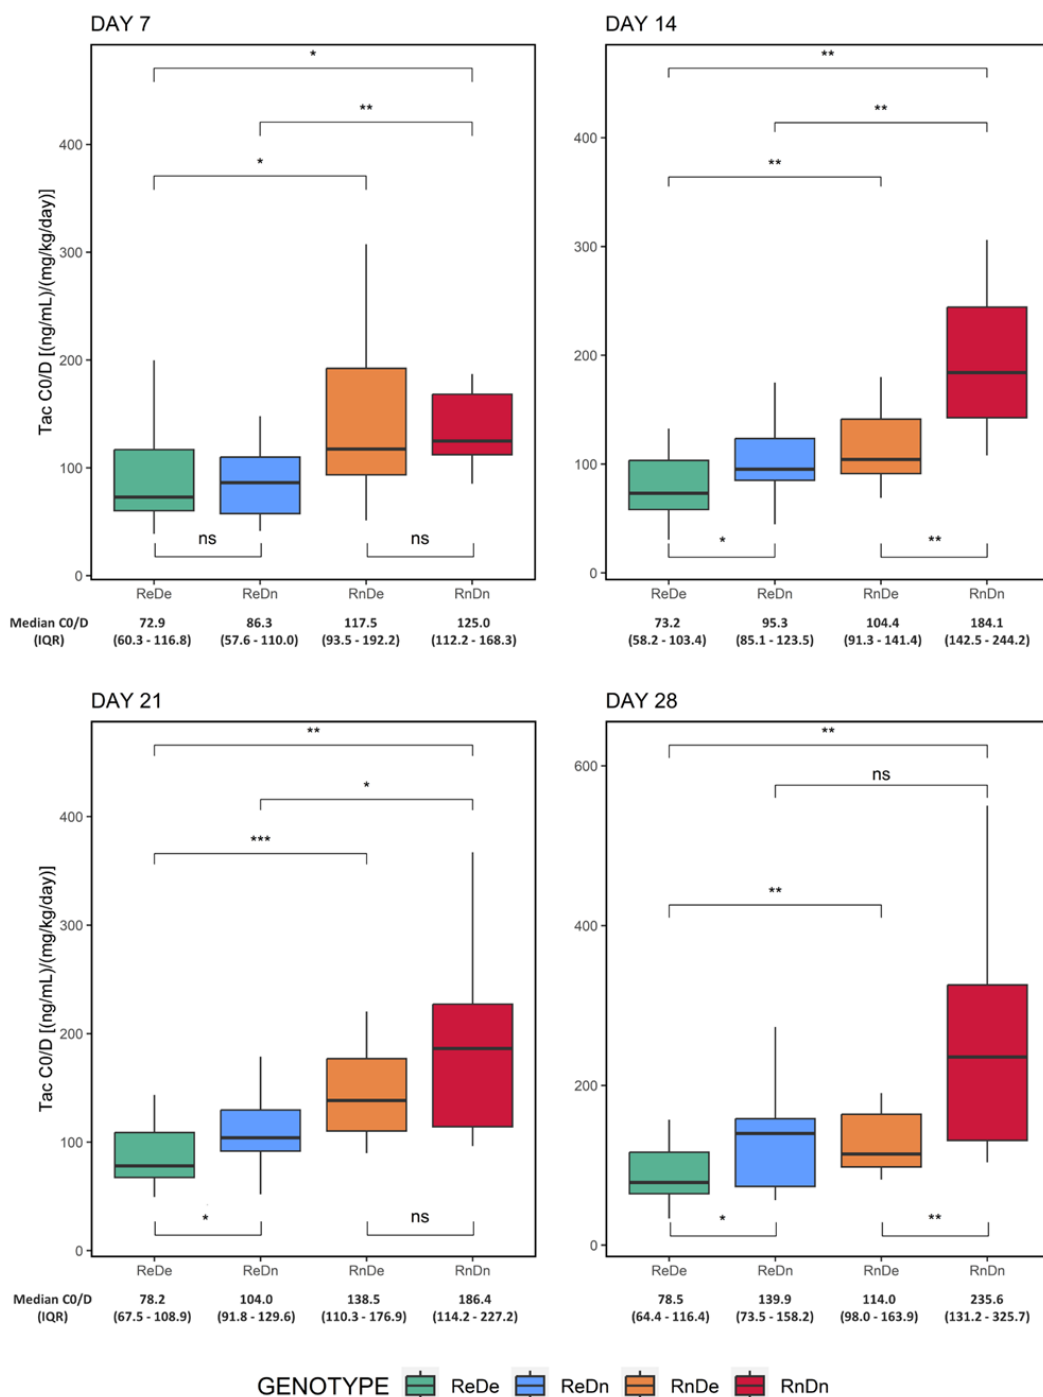 DAY 7
*
**
*
400
300
200
100
0
Tac C0/D [(ng/mL)/(mg/kg/day)]
ns ns
ReDe ReDn RnDe RnDn
Median C0/D 72.9 86.3 117.5 125.0
(IQR) (60.3 - 116.8) (57.6 - 110.0) (93.5 - 192.2) (112.2 - 168.3)
DAY 14
**
**
**
400
300
200
100
0
* **
ReDe ReDn RnDe RnDn
73.2 95.3 104.4 184.1
(58.2 - 103.4) (85.1 - 123.5) (91.3 - 141.4) (142.5 - 244.2)
DAY 21
**
*
***
400
300
200
100
0
Tac C0/D [(ng/mL)/(mg/kg/day)]
* ns
ReDe ReDn RnDe RnDn
Median C0/D 78.2 104.0 138.5 186.4
(IQR) (67.5 - 108.9) (91.8 - 129.6) (110.3 - 176.9) (114.2 - 227.2)
DAY 28
**
ns
**
600
400
200
0
* **
ReDe ReDn RnDe RnDn
78.5 139.9 114.0 235.6
(64.4 - 116.4) (73.5 - 158.2) (98.0 - 163.9) (131.2 - 325.7)
GENOTYPE ReDe ReDn RnDe RnDn